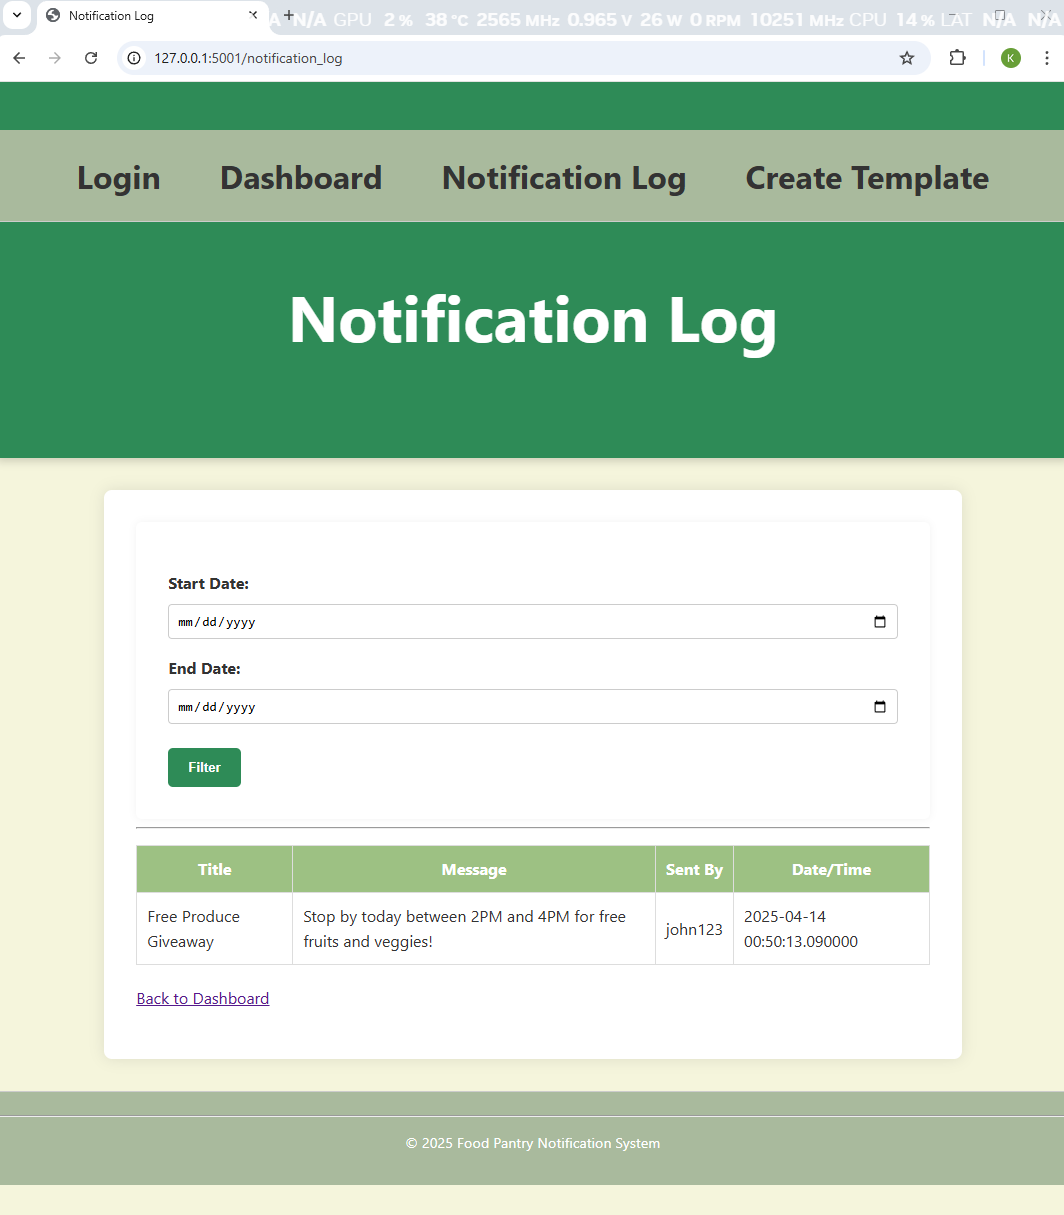 Notification Log
N/A GPU 2 % 38 °C 2565 MHz 0.965 V 26 W 0 RPM 10251 MHz CPU 14 % LAT N/A N/A
127.0.0.1:5001/notification_log
K
Login Dashboard Notification Log Create Template
Notification Log
Start Date:
mm/dd/yyyy
End Date:
mm/dd/yyyy
Filter
Title Message Sent By Date/Time
Free Produce Giveaway Stop by today between 2PM and 4PM for free fruits and veggies! john123 2025-04-14 00:50:13.090000
Back to Dashboard
© 2025 Food Pantry Notification System